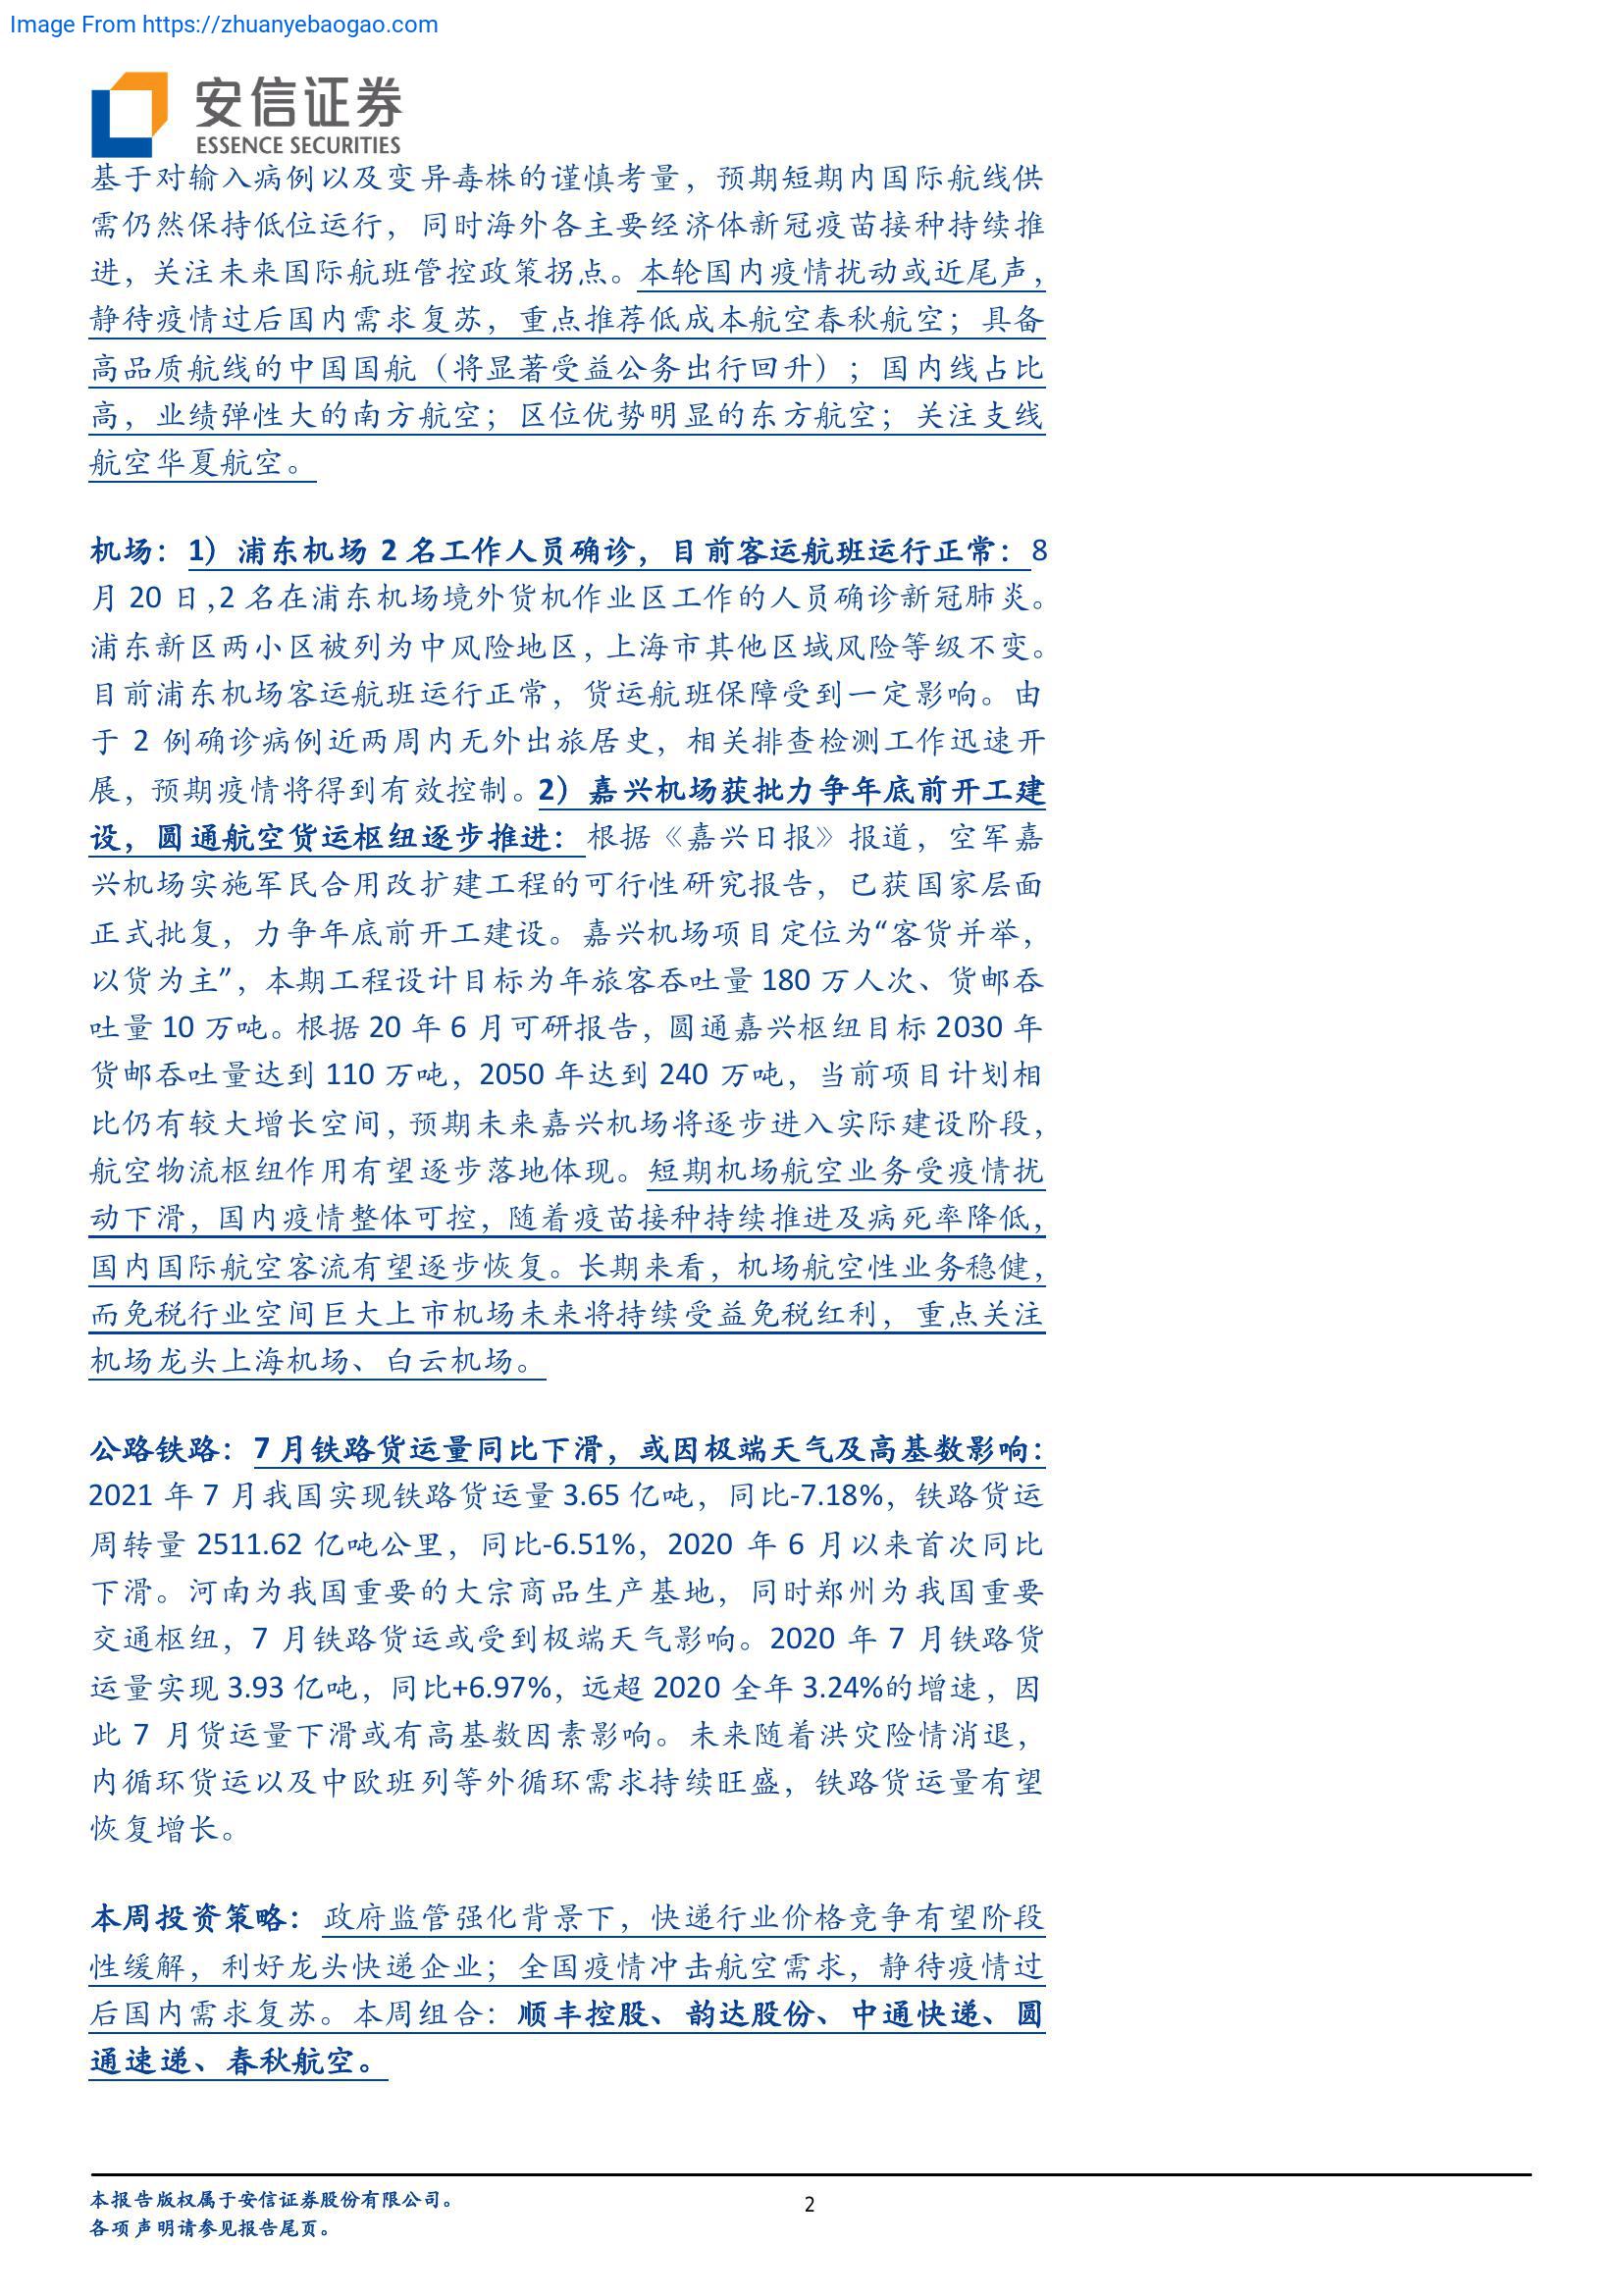 Image From https://zhuanyebaogao.com
安信证券
ESSENCE SECURITIES
基于对输入病例以及变异毒株的谨慎考量，预期短期内国际航线供
需仍然保持低位运行，同时海外各主要经济体新冠疫苗接种持续推
进，关注未来国际航班管控政策拐点。本轮国内疫情扰动或近尾声，
静待疫情过后国内需求复苏，重点推荐低成本航空春秋航空；具备
高品质航线的中国国航（将显著受益公务出行回升）；国内线占比
高，业绩弹性大的南方航空；区位优势明显的东方航空；关注支线
航空华夏航空。
机场：1）浦东机场 2 名工作人员确诊，目前客运航班运行正常：8
月 20 日,2 名在浦东机场境外货机作业区工作的人员确诊新冠肺炎。
浦东新区两小区被列为中风险地区，上海市其他区域风险等级不变。
目前浦东机场客运航班运行正常，货运航班保障受到一定影响。由
于 2 例确诊病例近两周内无外出旅居史，相关排查检测工作迅速开
展，预期疫情将得到有效控制。2）嘉兴机场获批力争年底前开工建
设，圆通航空货运枢纽逐步推进：根据《嘉兴日报》报道，空军嘉
兴机场实施军民合用改扩建工程的可行性研究报告，已获国家层面
正式批复，力争年底前开工建设。嘉兴机场项目定位为“客货并举，
以货为主”，本期工程设计目标为年旅客吞吐量 180 万人次、货邮吞
吐量 10 万吨。根据 20 年 6 月可研报告，圆通嘉兴枢纽目标 2030 年
货邮吞吐量达到 110 万吨，2050 年达到 240 万吨，当前项目计划相
比仍有较大增长空间，预期未来嘉兴机场将逐步进入实际建设阶段，
航空物流枢纽作用有望逐步落地体现。短期机场航空业务受疫情扰
动下滑，国内疫情整体可控，随着疫苗接种持续推进及病死率降低，
国内国际航空客流有望逐步恢复。长期来看，机场航空性业务稳健，
而免税行业空间巨大上市机场未来将持续受益免税红利，重点关注
机场龙头上海机场、白云机场。
公路铁路：7 月铁路货运量同比下滑，或因极端天气及高基数影响：
2021 年 7 月我国实现铁路货运量 3.65 亿吨，同比-7.18%，铁路货运
周转量 2511.62 亿吨公里，同比-6.51%，2020 年 6 月以来首次同比
下滑。河南为我国重要的大宗商品生产基地，同时郑州为我国重要
交通枢纽，7 月铁路货运或受到极端天气影响。2020 年 7 月铁路货
运量实现 3.93 亿吨，同比+6.97%，远超 2020 全年 3.24%的增速，因
此 7 月货运量下滑或有高基数因素影响。未来随着洪灾险情消退，
内循环货运以及中欧班列等外循环需求持续旺盛，铁路货运量有望
恢复增长。
本周投资策略：政府监管强化背景下，快递行业价格竞争有望阶段
性缓解，利好龙头快递企业；全国疫情冲击航空需求，静待疫情过
后国内需求复苏。本周组合：顺丰控股、韵达股份、中通快递、圆
通速递、春秋航空。
本报告版权属于安信证券股份有限公司。
2
各项声明请参见报告尾页。